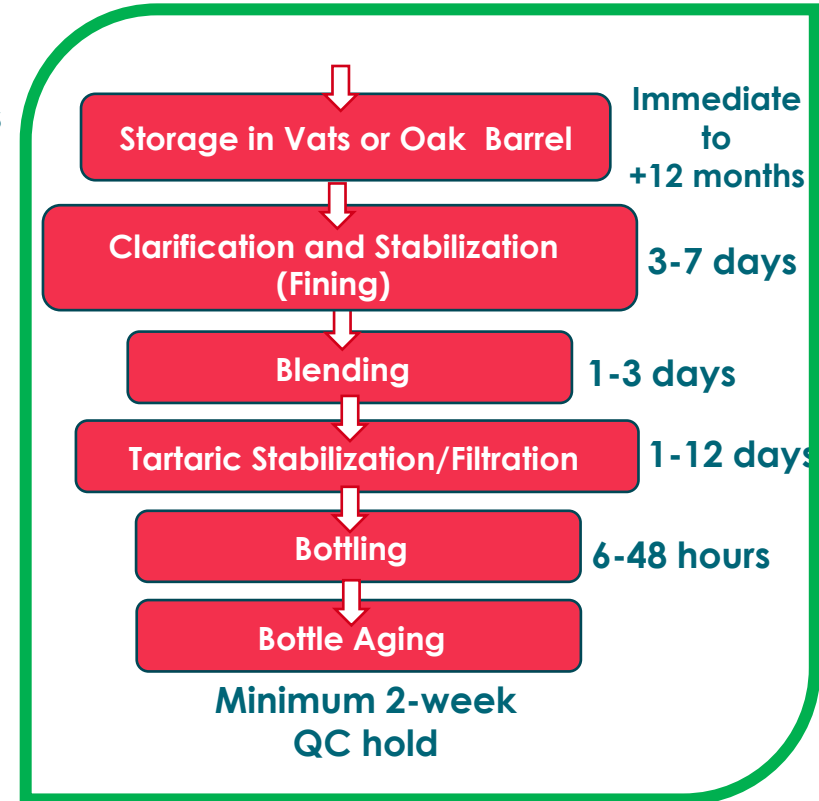 Storage in Vats or Oak Barrel
Immediate
to
+12 months
Clarification and Stabilization
(Fining)
3-7 days
Blending
1-3 days
Tartaric Stabilization/Filtration
1-12 days
Bottling
6-48 hours
Bottle Aging
Minimum 2-week
QC hold